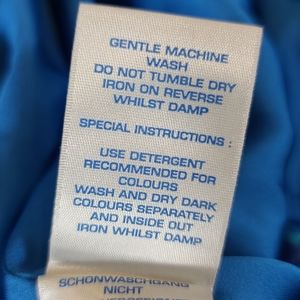 GENTLE MACHINE
WASH
DO NOT TUMBLE DRY
IRON ON REVERSE
WHILST DAMP
SPECIAL INSTRUCTIONS :
USE DETERGENT
RECOMMENDED FOR
COLOURS
WASH AND DRY DARK
COLOURS SEPARATELY
AND INSIDE OUT
IRON WHILST DAMP
SCHONWASCHGANG
NICHT